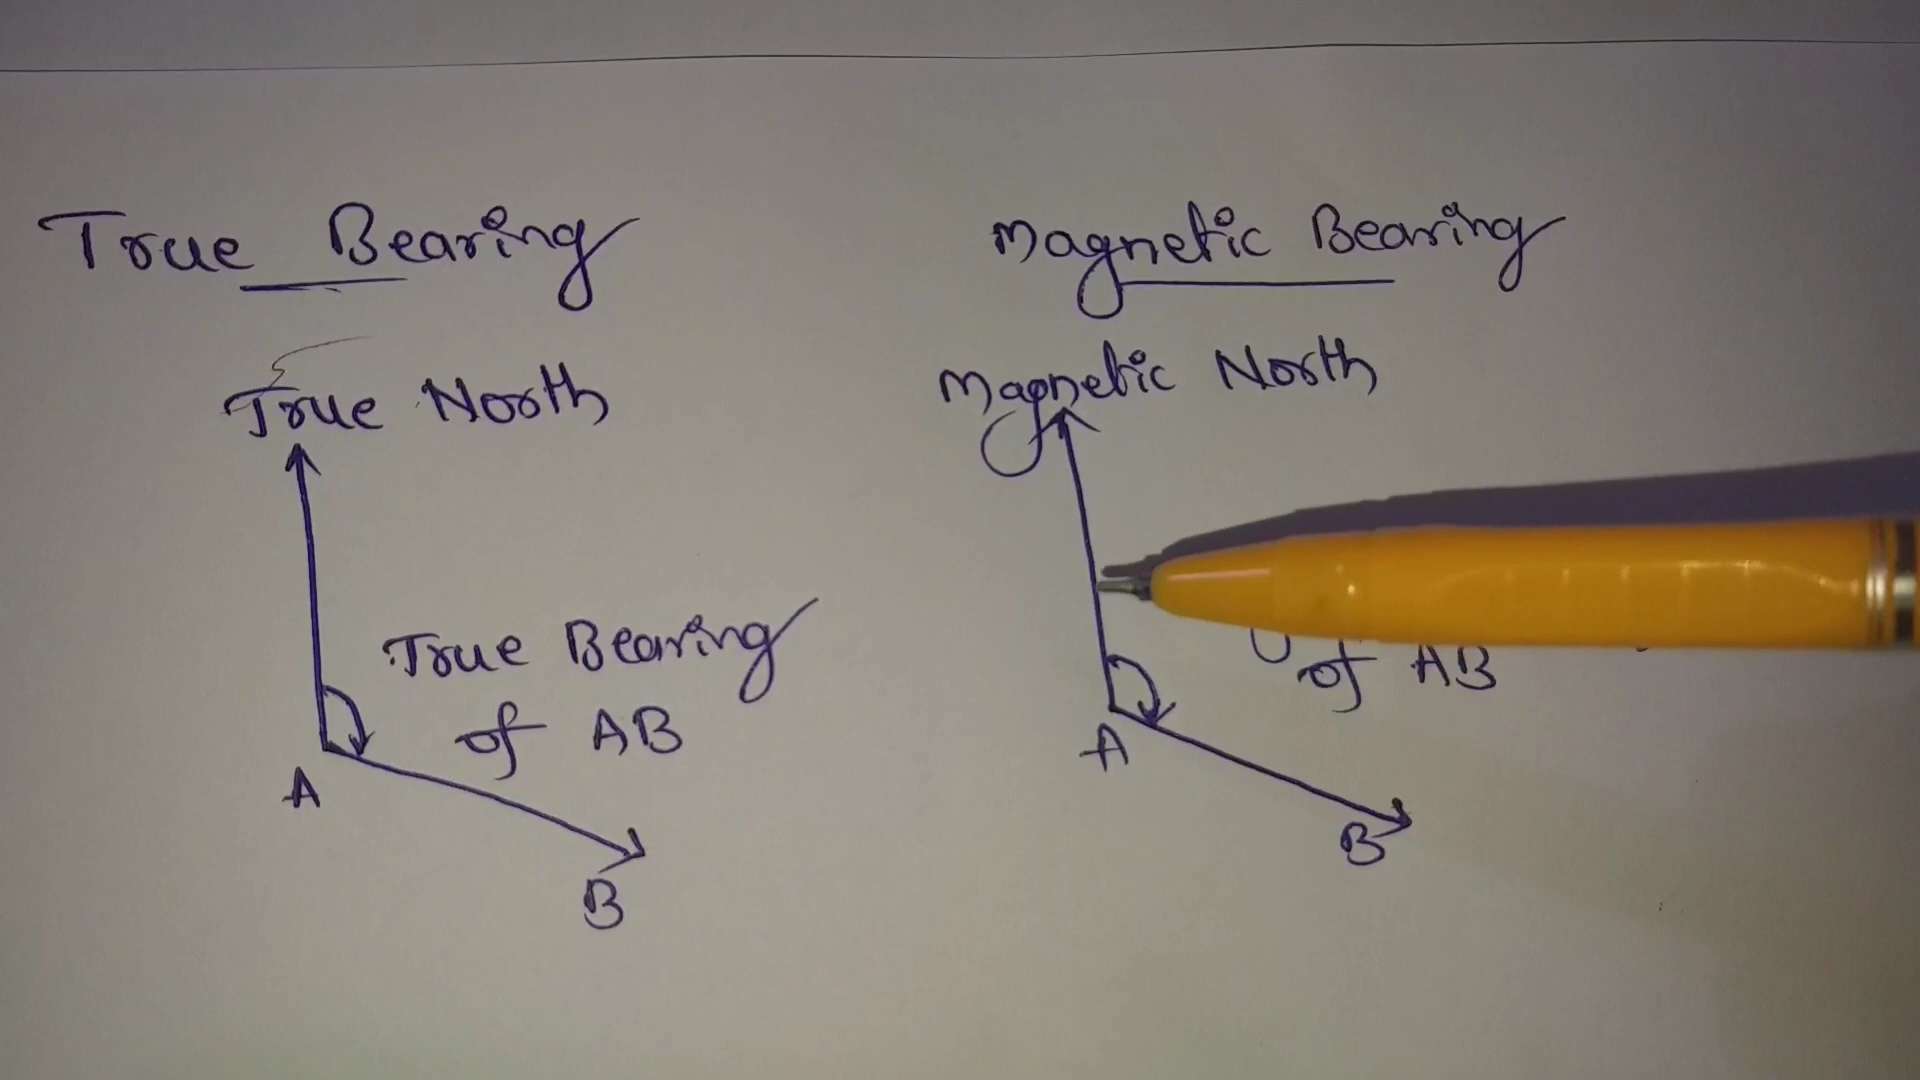 True Bearing
True North
True Bearing
of AB
A
B
Magnetic Bearing
Magnetic North
of AB
A
B